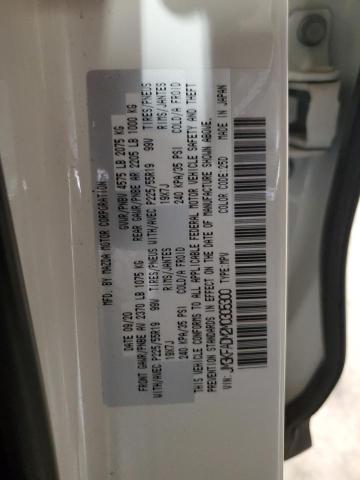 MFD. BY MAZDA MOTOR CORPORATION
DATE 09/20 GVWR/PNBV 4575 LB 2075 KG
FRONT GAWR/PNBE AV 2370 LB 1075 KG REAR GAWR/PNBE AR 2205 LB 1000 KG
TIRES/PNEUS TIRES/PNEUS
WITH/AVEC P225/55R19 99V RIMS/JANTES WITH/AVEC P225/55R19 99V RIMS/JANTES
19X7J COLD/A FROID 19X7J COLD/A FROID
240 KPA/35 PSI 240 KPA/35 PSI
THIS VEHICLE CONFORMS TO ALL APPLICABLE FEDERAL MOTOR VEHICLE SAFETY AND THEFT
PREVENTION STANDARDS IN EFFECT ON THE DATE OF MANUFACTURE SHOWN ABOVE.
TYPE:MPV COLOR CODE:25D MADE IN JAPAN